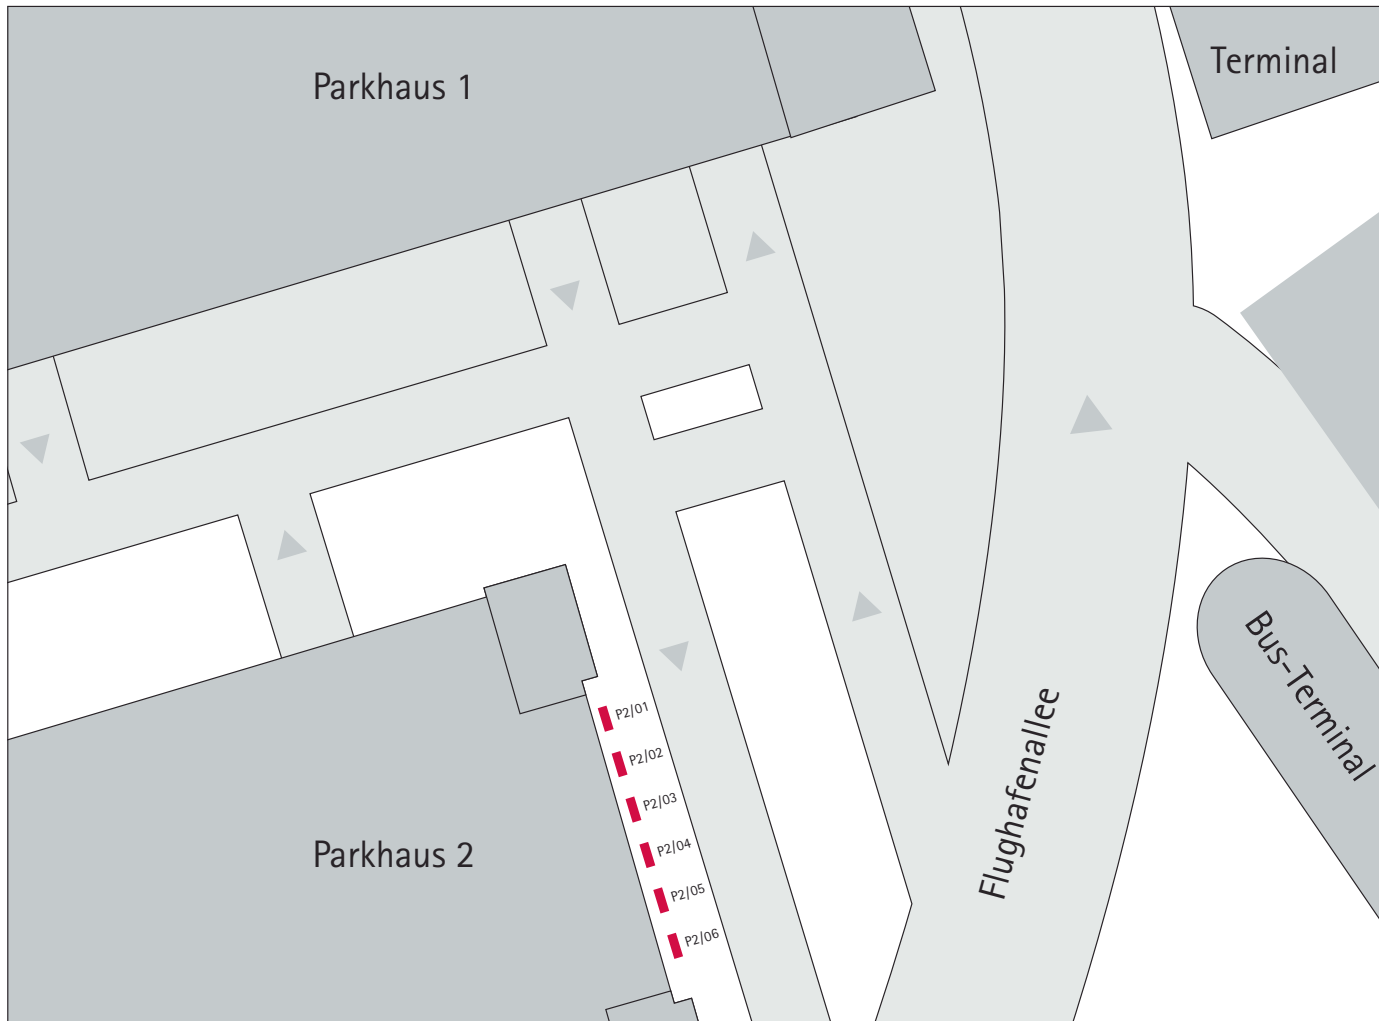 Parkhaus 1
Terminal
Bus-Terminal
P2/01
P2/02
P2/03
P2/04
P2/05
P2/06
Parkhaus 2
Flughafenallee